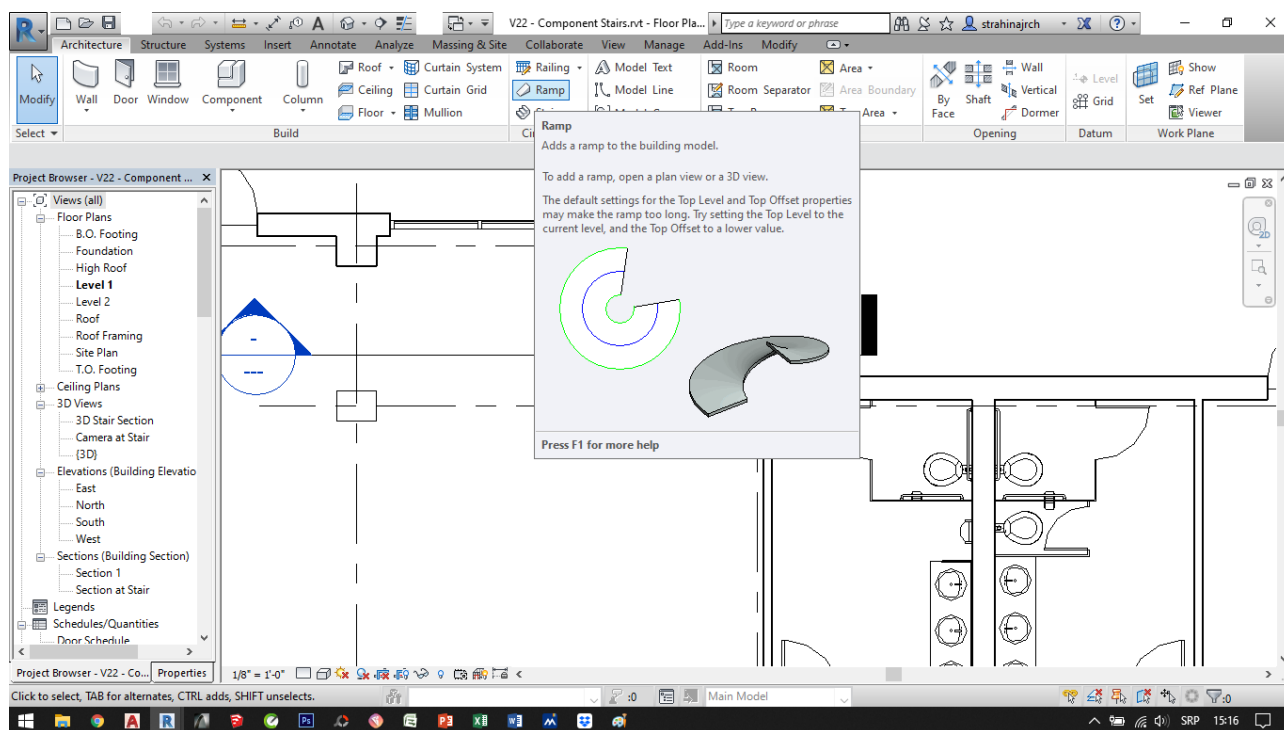 V22 - Component Stairs.rvt - Floor Pla...
Type a keyword or phrase
strahinajrch
Architecture Structure Systems Insert Annotate Analyze Massing & Site Collaborate View Manage Add-Ins Modify
Modify
Wall
Door
Window
Component
Column
Roof
Ceiling
Floor
Curtain System
Curtain Grid
Mullion
Railing
Ramp
Model Text
Model Line
Room
Room Separator
Area
Area Boundary
Area
By Face
Shaft
Wall
Vertical
Dormer
Level
Grid
Set
Show
Ref Plane
Viewer
Select
Build
Opening
Datum
Work Plane
Ramp
Adds a ramp to the building model.
To add a ramp, open a plan view or a 3D view.
The default settings for the Top Level and Top Offset properties
may make the ramp too long. Try setting the Top Level to the
current level, and the Top Offset to a lower value.
Press F1 for more help
Project Browser - V22 - Component ...
Views (all)
Floor Plans
B.O. Footing
Foundation
High Roof
Level 1
Level 2
Roof
Roof Framing
Site Plan
T.O. Footing
Ceiling Plans
3D Views
3D Stair Section
Camera at Stair
{3D}
Elevations (Building Elevatio
East
North
South
West
Sections (Building Section)
Section 1
Section at Stair
Legends
Schedules/Quantities
Door Schedule
2D
Project Browser - V22 - Co...
Properties
1/8" = 1'-0"
Click to select, TAB for alternates, CTRL adds, SHIFT unselects.
:0
Main Model
:0
SRP
15:16